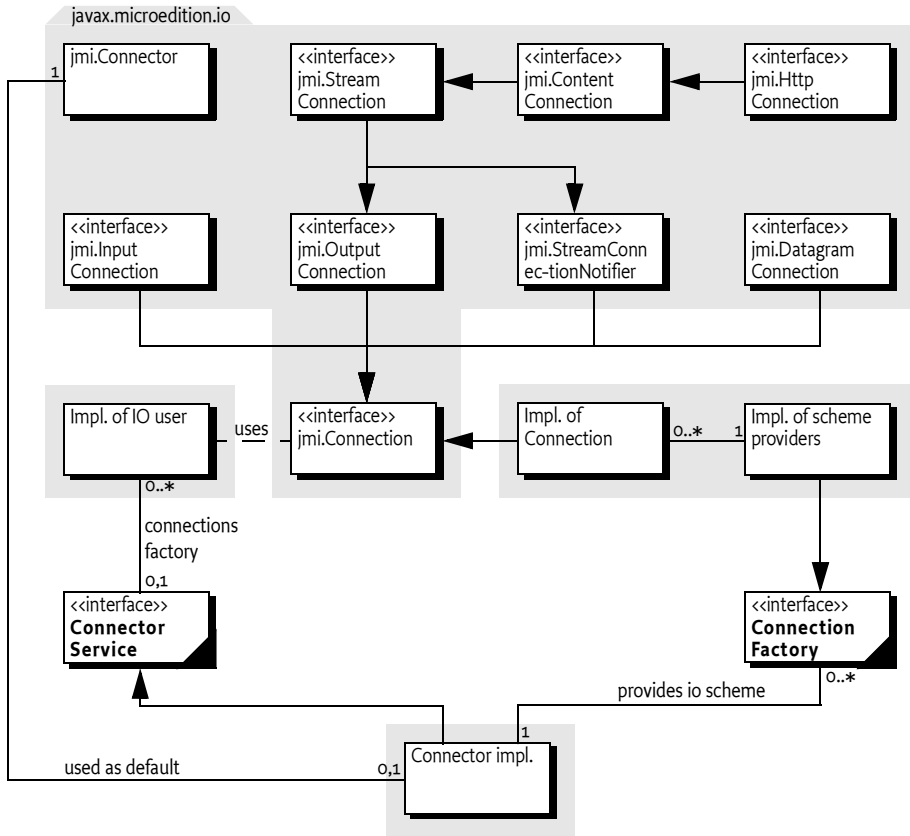 javax.microedition.io
jmi.Connector
1
<<interface>>
jmi.Stream
Connection
<<interface>>
jmi.Content
Connection
<<interface>>
jmi.Http
Connection
<<interface>>
jmi.Input
Connection
<<interface>>
jmi.Output
Connection
<<interface>>
jmi.StreamConn
ec-tionNotifier
<<interface>>
jmi.Datagram
Connection
Impl. of IO user
uses
<<interface>>
jmi.Connection
Impl. of
Connection
0..*
1
Impl. of scheme
providers
0..*
connections
factory
0,1
<<interface>>
Connector
Service
<<interface>>
Connection
Factory
0..*
provides io scheme
1
Connector impl.
used as default
0,1